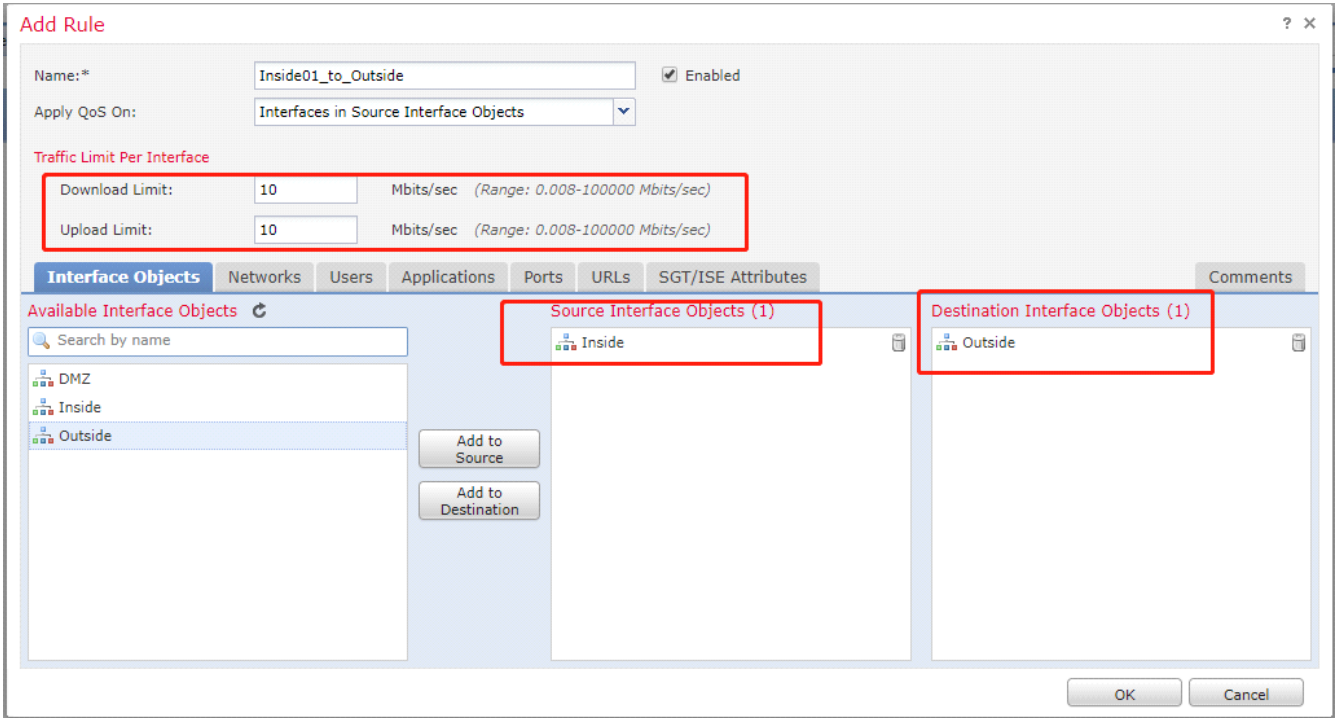 Add Rule
? ×
Name:* Inside01_to_Outside Enabled
Apply QoS On: Interfaces in Source Interface Objects
Traffic Limit Per Interface
Download Limit: 10 Mbits/sec (Range: 0.008-100000 Mbits/sec)
Upload Limit: 10 Mbits/sec (Range: 0.008-100000 Mbits/sec)
Interface Objects Networks Users Applications Ports URLs SGT/ISE Attributes Comments
Available Interface Objects Source Interface Objects (1) Destination Interface Objects (1)
Search by name Inside Outside
DMZ
Inside
Outside
Add to
Source
Add to
Destination
OK Cancel